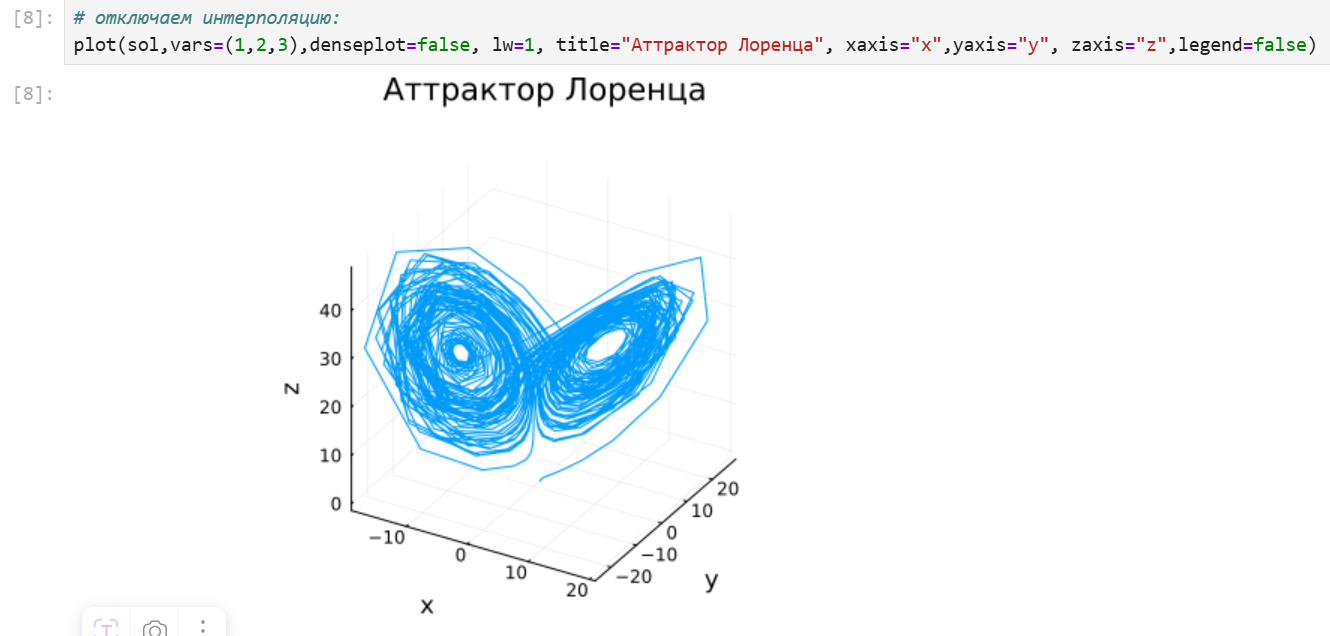 [8]: # отключаем интерполяцию:
plot(sol,vars=(1,2,3),denseplot=false, lw=1, title="Аттрактор Лоренца", xaxis="x",yaxis="y", zaxis="z",legend=false)
[8]:
Аттрактор Лоренца
40
30
20
10
0
z
−10
0
10
20
x
20
10
0
−10
−20
y
T